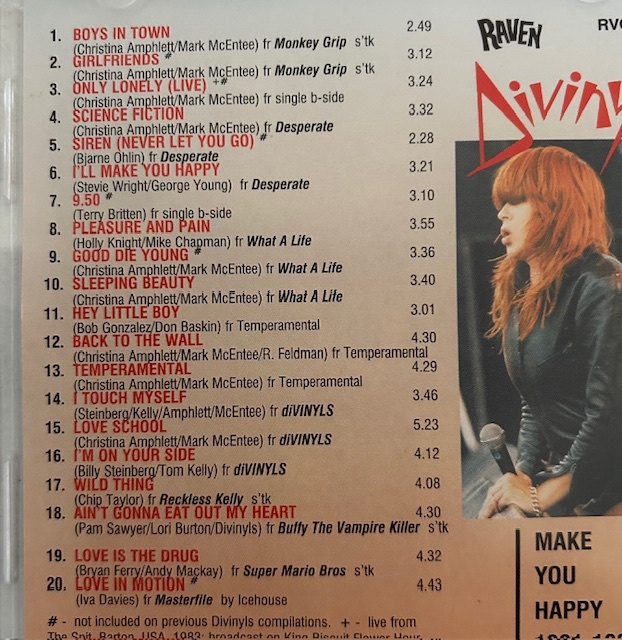 1. BOYS IN TOWN 2.49
(Christina Amphlett/Mark McEntee) fr Monkey Grip s'tk
2. GIRLFRIENDS # 3.12
(Christina Amphlett/Mark McEntee) fr Monkey Grip s'tk
3. ONLY LONELY (LIVE) +# 3.24
(Christina Amphlett/Mark McEntee) fr single b-side
4. SCIENCE FICTION 3.32
(Christina Amphlett/Mark McEntee) fr Desperate
5. SIREN (NEVER LET YOU GO) # 2.28
(Bjarne Ohlin) fr Desperate
6. I'LL MAKE YOU HAPPY 3.21
(Stevie Wright/George Young) fr Desperate
7. 9.50 # 3.10
(Terry Britten) fr single b-side
8. PLEASURE AND PAIN 3.55
(Holly Knight/Mike Chapman) fr What A Life
9. GOOD DIE YOUNG # 3.36
(Christina Amphlett/Mark McEntee) fr What A Life
10. SLEEPING BEAUTY 3.40
(Christina Amphlett/Mark McEntee) fr What A Life
11. HEY LITTLE BOY 3.01
(Bob Gonzalez/Don Baskin) fr Temperamental
12. BACK TO THE WALL 4.30
(Christina Amphlett/Mark McEntee/R. Feldman) fr Temperamental
13. TEMPERAMENTAL 4.29
(Christina Amphlett/Mark McEntee) fr Temperamental
14. I TOUCH MYSELF 3.46
(Steinberg/Kelly/Amphlett/McEntee) fr diVINYLS
15. LOVE SCHOOL 5.23
(Christina Amphlett/Mark McEntee) fr diVINYLS
16. I'M ON YOUR SIDE 4.12
(Billy Steinberg/Tom Kelly) fr diVINYLS
17. WILD THING 4.08
(Chip Taylor) fr Reckless Kelly s'tk
18. AIN'T GONNA EAT OUT MY HEART 4.30
(Pam Sawyer/Lori Burton/Divinyls) fr Buffy The Vampire Killer s'tk
19. LOVE IS THE DRUG 4.32
(Bryan Ferry/Andy Mackay) fr Super Mario Bros s'tk
20. LOVE IN MOTION # 4.43
(Iva Davies) fr Masterfile by Icehouse
# - not included on previous Divinyls compilations. + - live from
The Spit, Barton, USA, 1983; broadcast on King Biscuit Flower Hour
RAVEN
RVC
Diviny
MAKE
YOU
HAPPY